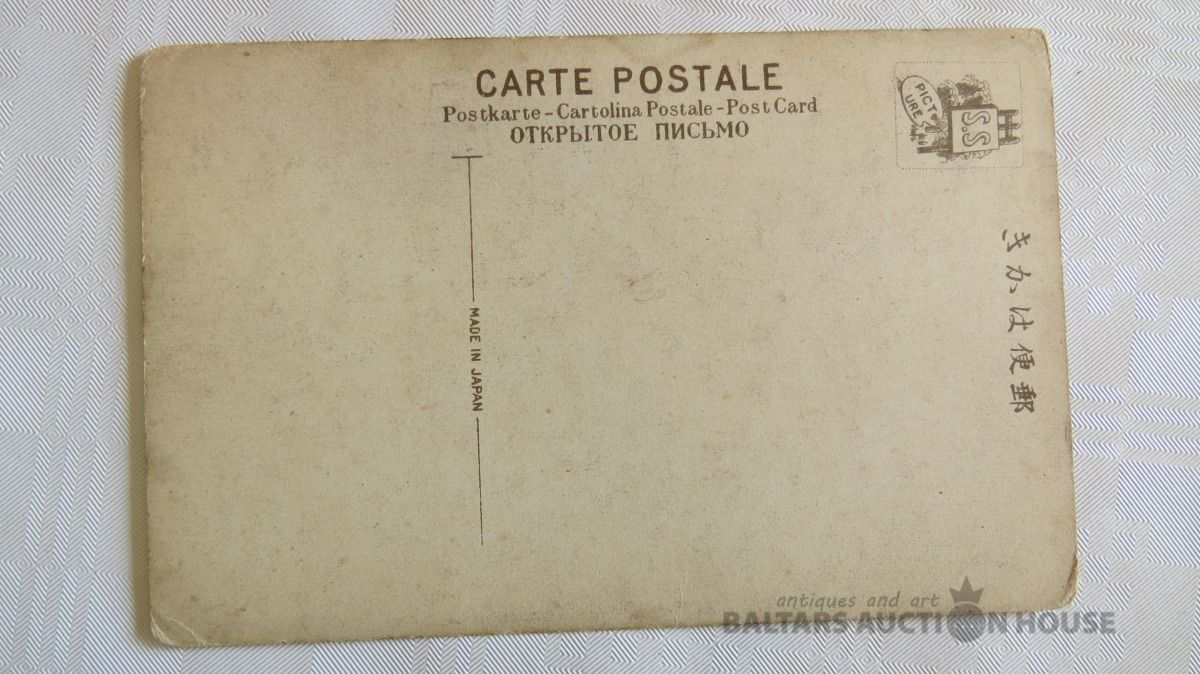 CARTE POSTALE
Postkarte - Cartolina Postale - Post Card
ОТКРЫТОЕ ПИСЬМО
PICT
URE
S.S
きかは便郵
MADE IN JAPAN
antiques and art
BALTARS AUCTION HOUSE